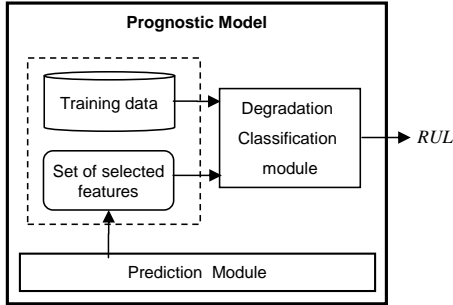 Prognostic Model
Training data
Set of selected
features
Degradation
Classification
module
RUL
Prediction Module